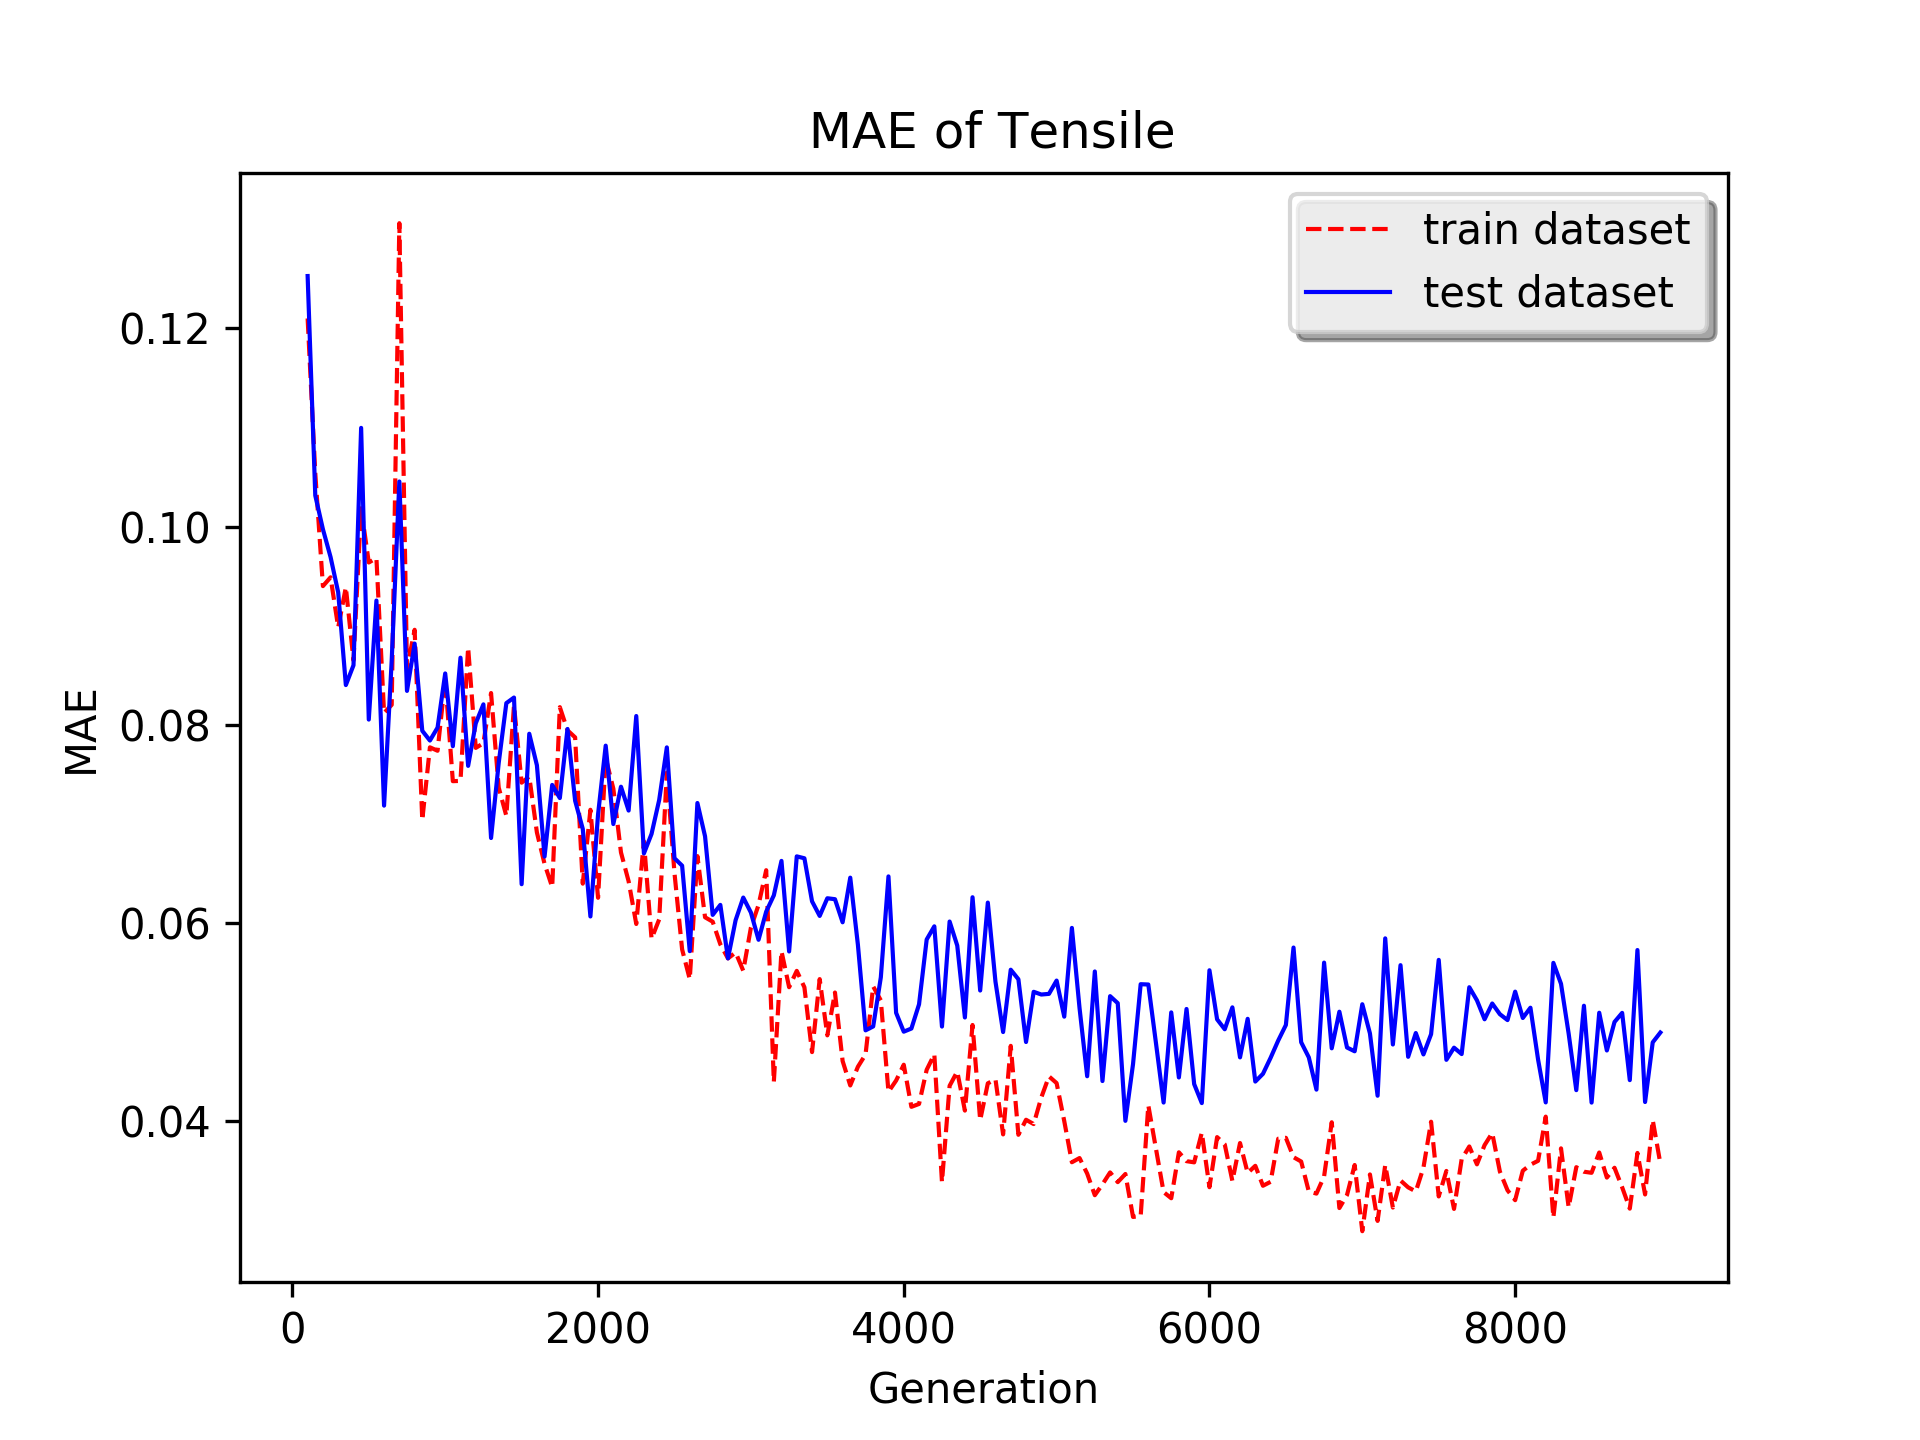 MAE of Tensile
train dataset
test dataset
0.12
0.10
0.08
0.06
0.04
MAE
0 2000 4000 6000 8000
Generation